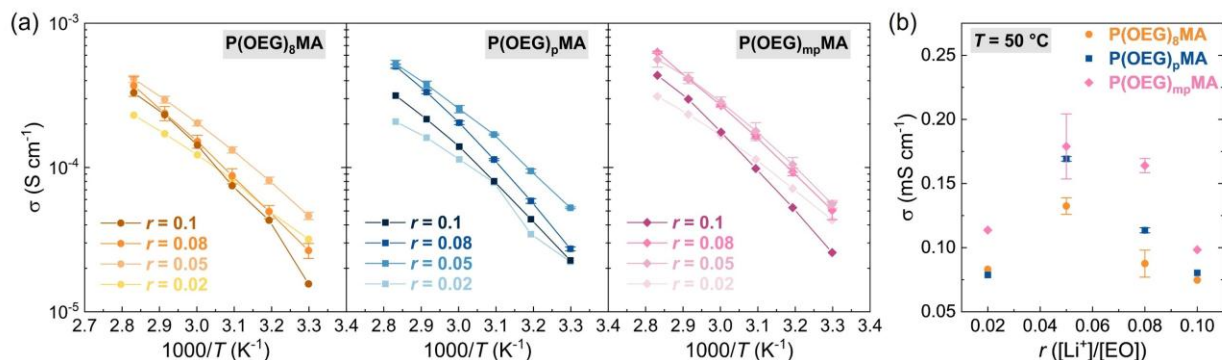 (a)
σ (S cm⁻¹)
10⁻³
10⁻⁴
10⁻⁵
P(OEG)₈MA
r = 0.1
r = 0.08
r = 0.05
r = 0.02
2.7 2.8 2.9 3.0 3.1 3.2 3.3 3.4
1000/T (K⁻¹)
P(OEG)ₚMA
r = 0.1
r = 0.08
r = 0.05
r = 0.02
2.8 2.9 3.0 3.1 3.2 3.3 3.4
1000/T (K⁻¹)
P(OEG)ₘₚMA
r = 0.1
r = 0.08
r = 0.05
r = 0.02
2.8 2.9 3.0 3.1 3.2 3.3 3.4
1000/T (K⁻¹)
(b)
T = 50 °C
P(OEG)₈MA
P(OEG)ₚMA
P(OEG)ₘₚMA
σ (mS cm⁻¹)
0.25
0.20
0.15
0.10
0.05
0.02 0.04 0.06 0.08 0.10
r ([Li⁺]/[EO])